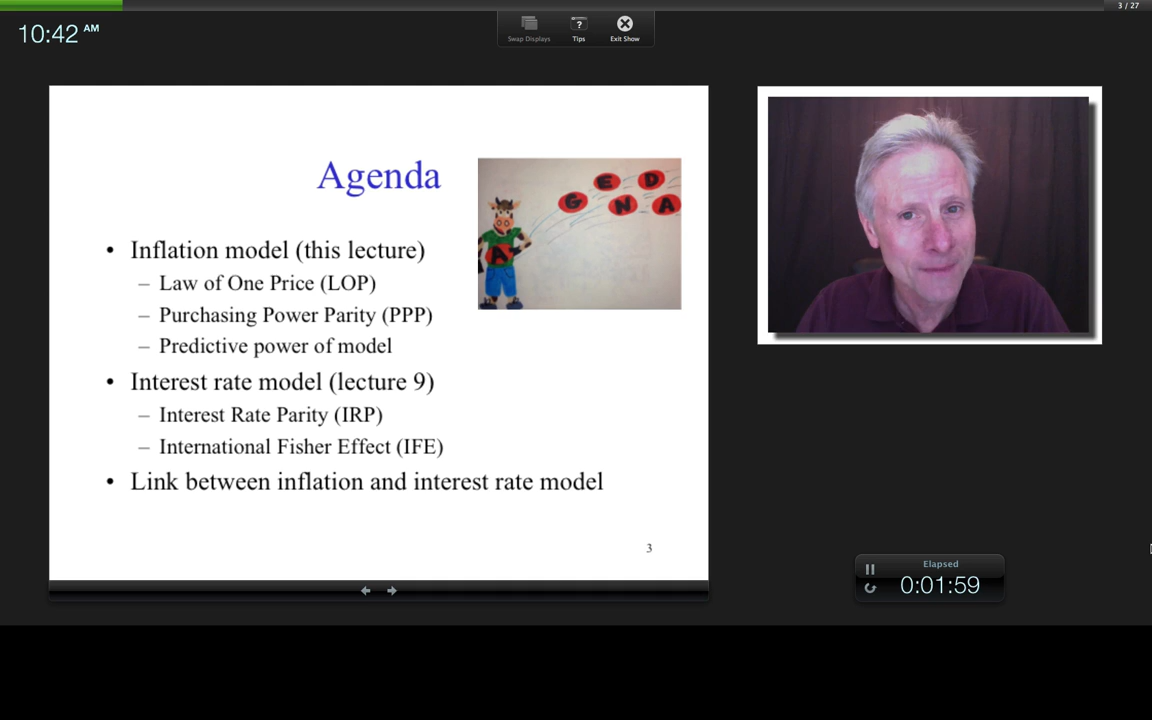 3 / 27
10:42 AM
Swap Displays
Tips
Exit Show
Agenda
G E D N A
A
• Inflation model (this lecture)
– Law of One Price (LOP)
– Purchasing Power Parity (PPP)
– Predictive power of model
• Interest rate model (lecture 9)
– Interest Rate Parity (IRP)
– International Fisher Effect (IFE)
• Link between inflation and interest rate model
3
Elapsed
0:01:59